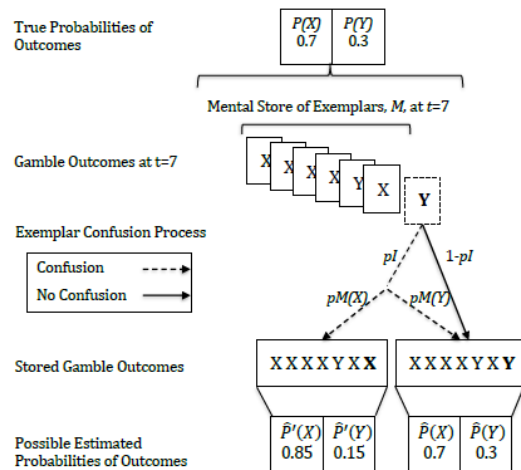 True Probabilities of Outcomes
P(X) P(Y)
0.7 0.3
Mental Store of Exemplars, M, at t=7
Gamble Outcomes at t=7
X X X X Y X Y
Exemplar Confusion Process
pI 1-pI
Confusion
No Confusion
pM(X) pM(Y)
Stored Gamble Outcomes
X X X X Y X X X X X X Y X Y
Possible Estimated Probabilities of Outcomes
P̂'(X) P̂'(Y) P̂(X) P̂(Y)
0.85 0.15 0.7 0.3